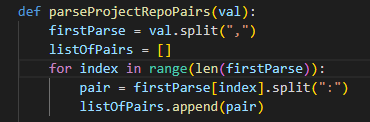 def parseProjectRepoPairs(val):
    firstParse = val.split(",")
    listOfPairs = []
    for index in range(len(firstParse)):
        pair = firstParse[index].split(":")
        listOfPairs.append(pair)